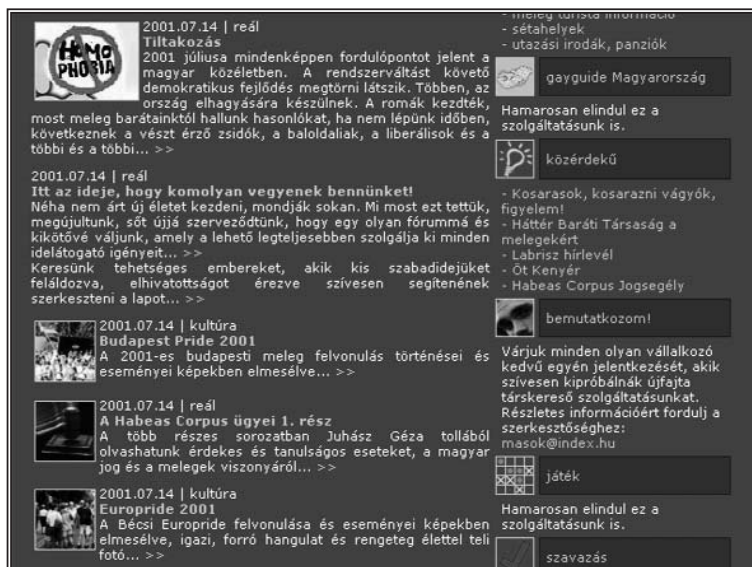 HOMO
PHOBIA
2001.07.14 | reál
Tiltakozás
2001 júliusa mindenképpen fordulópontot jelent a
magyar közéletben. A rendszerváltást követő
demokratikus fejlődés megtörni látszik. Többen, az
ország elhagyására készülnek. A romák kezdték,
most meleg barátainktól hallunk hasonlókat, ha nem lépünk időben,
következnek a vészt érző zsidók, a baloldaliak, a liberálisok és a
többi és a többi... >>
2001.07.14 | reál
Itt az ideje, hogy komolyan vegyenek bennünket!
Néha nem árt új életet kezdeni, mondják sokan. Mi most ezt tettük,
megújultunk, sőt újjá szerveződtünk, hogy egy olyan fórummá és
kikötővé váljunk, amely a lehető legteljesebben szolgálja ki minden
idelátogató igényeit... >>
Keresünk tehetséges embereket, akik kis szabadidejüket
feláldozva, elhivatottságot érezve szívesen segítenének
szerkeszteni a lapot... >>
2001.07.14 | kultúra
Budapest Pride 2001
A 2001-es budapesti meleg felvonulás történései és
eseményei képekben elmesélve... >>
2001.07.14 | reál
A Habeas Corpus ügyei 1. rész
A több részes sorozatban Juhász Géza tollából
olvashatunk érdekes és tanulságos eseteket, a magyar
jog és a melegek viszonyáról... >>
2001.07.14 | kultúra
Europride 2001
A Bécsi Europride felvonulása és eseményei képekben
elmesélve, igazi, forró hangulat és rengeteg élettel teli
fotó... >>
- meleg turista információ
- sétahelyek
- utazási irodák, panziók
gayguide Magyarország
Hamarosan elindul ez a
szolgáltatásunk is.
közérdekű
- Kosarasok, kosarazni vágyók,
figyelem!
- Háttér Baráti Társaság a
melegekért
- Labrisz hírlevél
- Öt Kenyér
- Habeas Corpus Jogsegély
bemutatkozom!
Várjuk minden olyan vállalkozó
kedvű egyén jelentkezését, akik
szívesen kipróbálnák újfajta
társkereső szolgáltatásunkat.
Részletes információért fordulj a
szerkesztőséghez:
masok@index.hu
játék
Hamarosan elindul ez a
szolgáltatásunk is.
szavazás